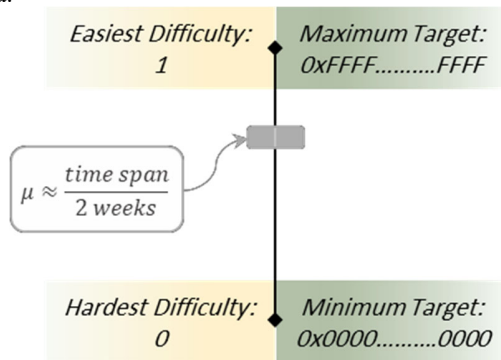 Easiest Difficulty:
1
Maximum Target:
0xFFFF..........FFFF
μ ≈ time span
2 weeks
Hardest Difficulty:
0
Minimum Target:
0x0000..........0000